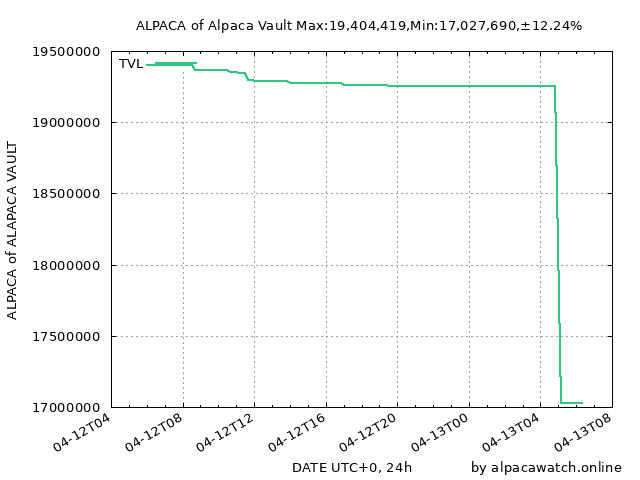 ALPACA of Alpaca Vault Max:19,404,419,Min:17,027,690,±12.24%
19500000
TVL
19000000
18500000
ALPACA of ALAPACA VAULT
18000000
17500000
17000000
04-12T04
04-12T08
04-12T12
04-12T16
04-12T20
04-13T00
04-13T04
04-13T08
DATE UTC+0, 24h
by alpacawatch.online